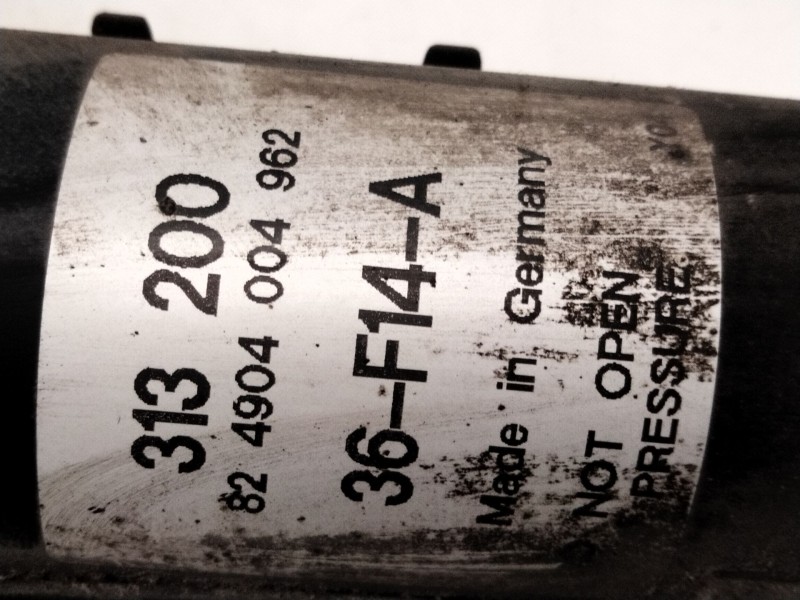 313 200
82 4904 004 962
36-F14-A
Made in Germany
NOT OPEN
PRESSURE